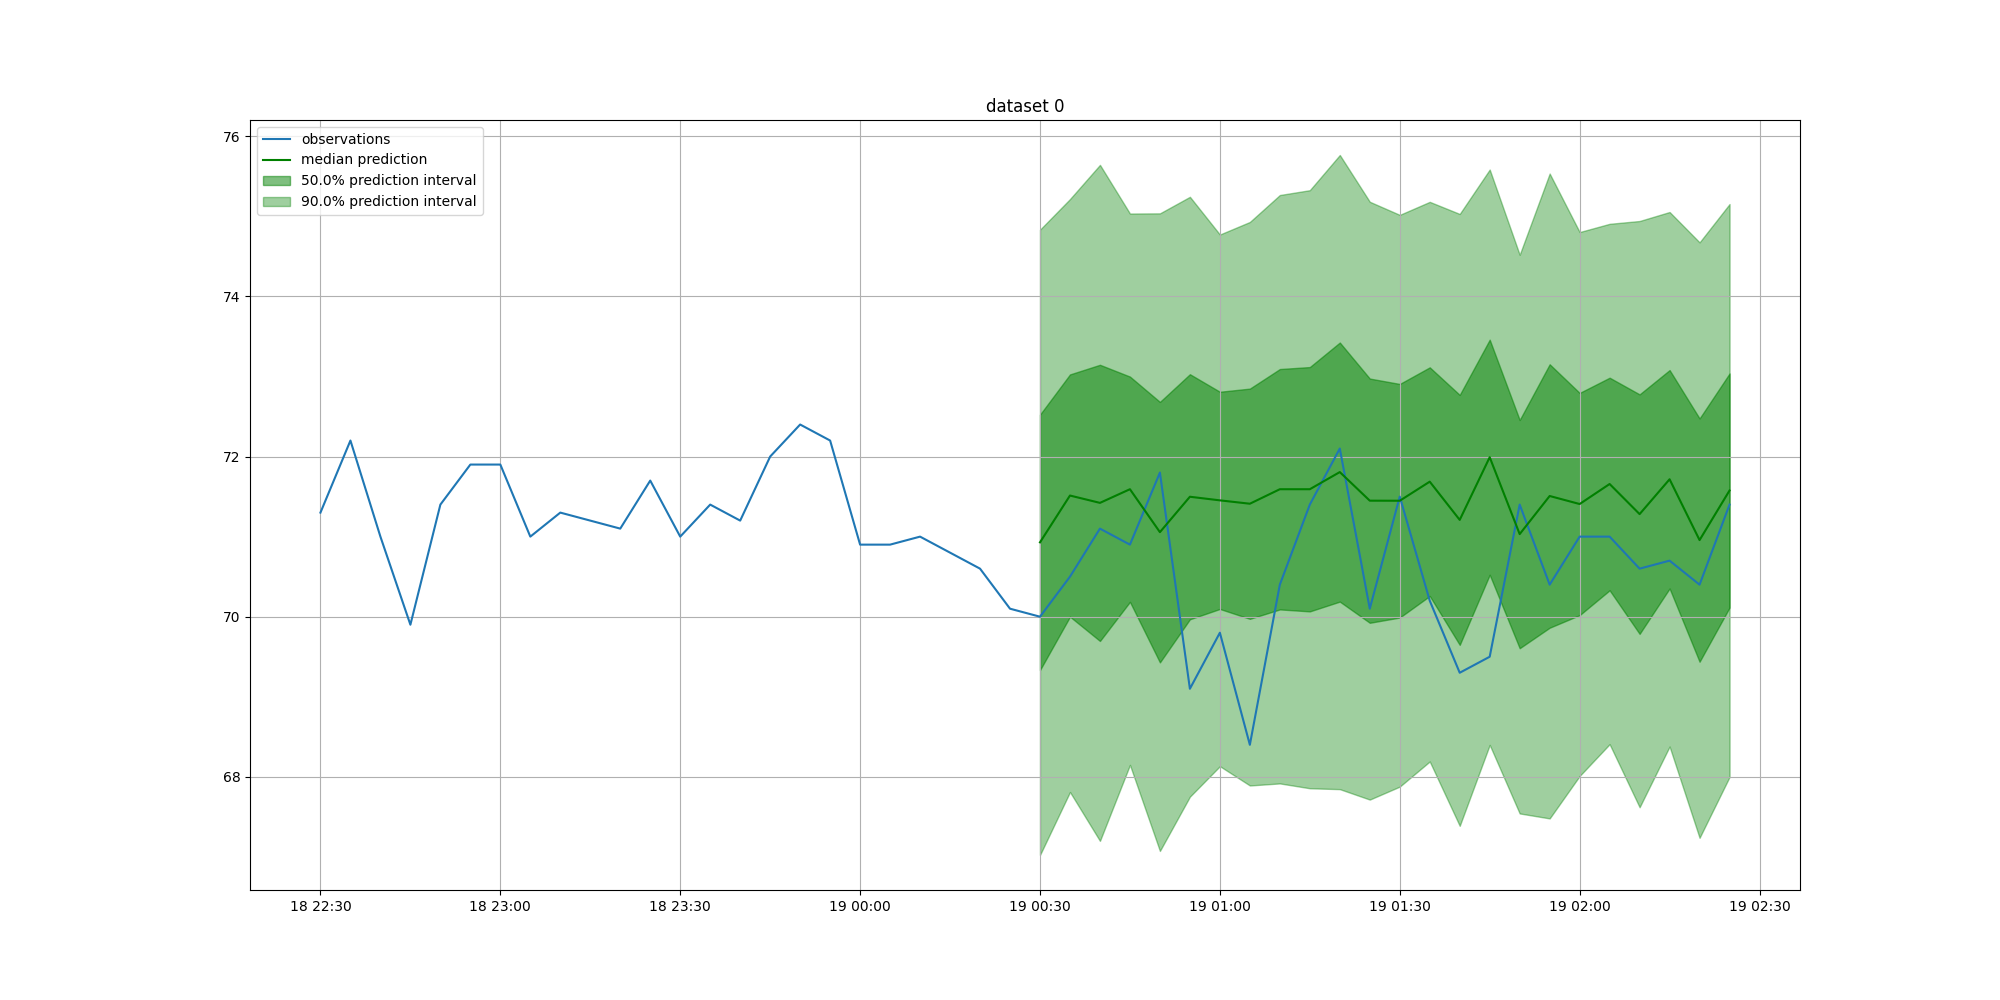 dataset 0
observations
median prediction
50.0% prediction interval
90.0% prediction interval
76
74
72
70
68
18 22:30
18 23:00
18 23:30
19 00:00
19 00:30
19 01:00
19 01:30
19 02:00
19 02:30